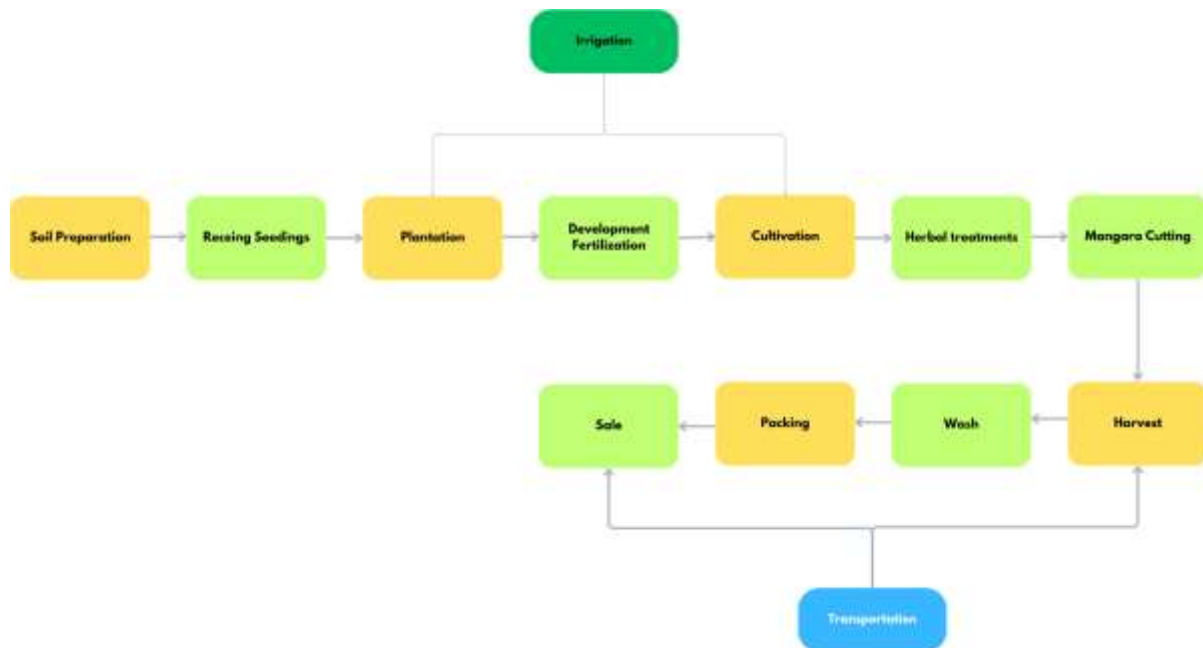 Irrigation
Soil Preparation
Receing Seedings
Plantation
Development
Fertilization
Cultivation
Herbal treatments
Mangara Cutting
Sale
Packing
Wash
Harvest
Transportation